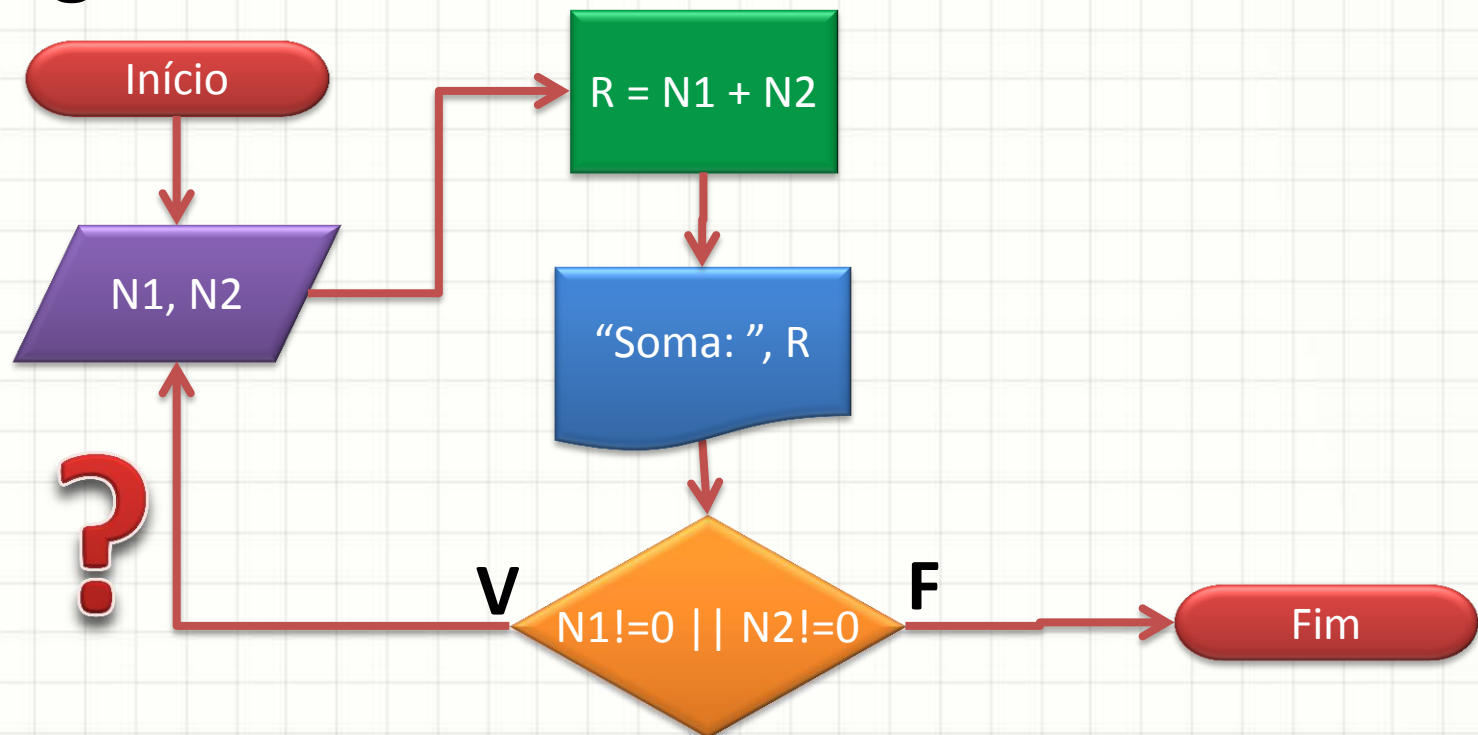 Início
N1, N2
R = N1 + N2
“Soma: ”, R
N1!=0 || N2!=0
V
F
Fim
?